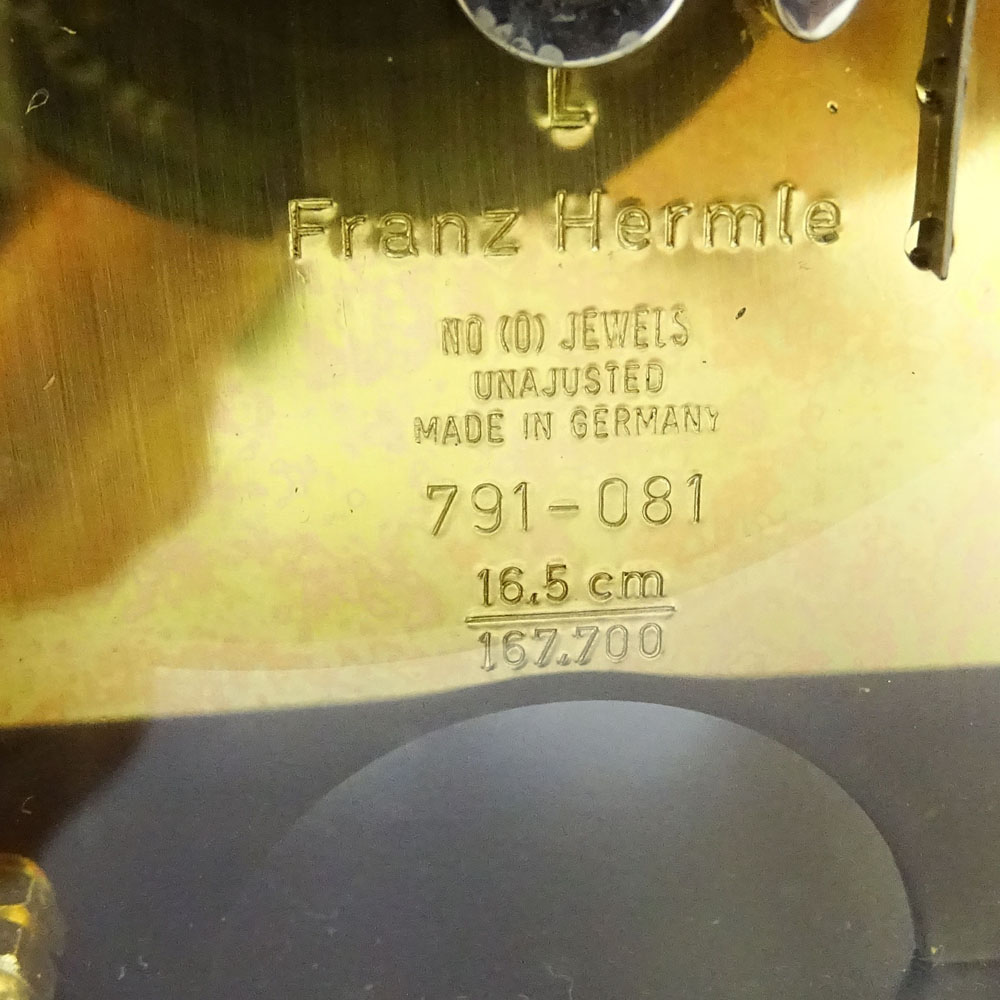 L
Franz Hermle
NO (0) JEWELS
UNAJUSTED
MADE IN GERMANY
791-081
16.5 cm
167.700